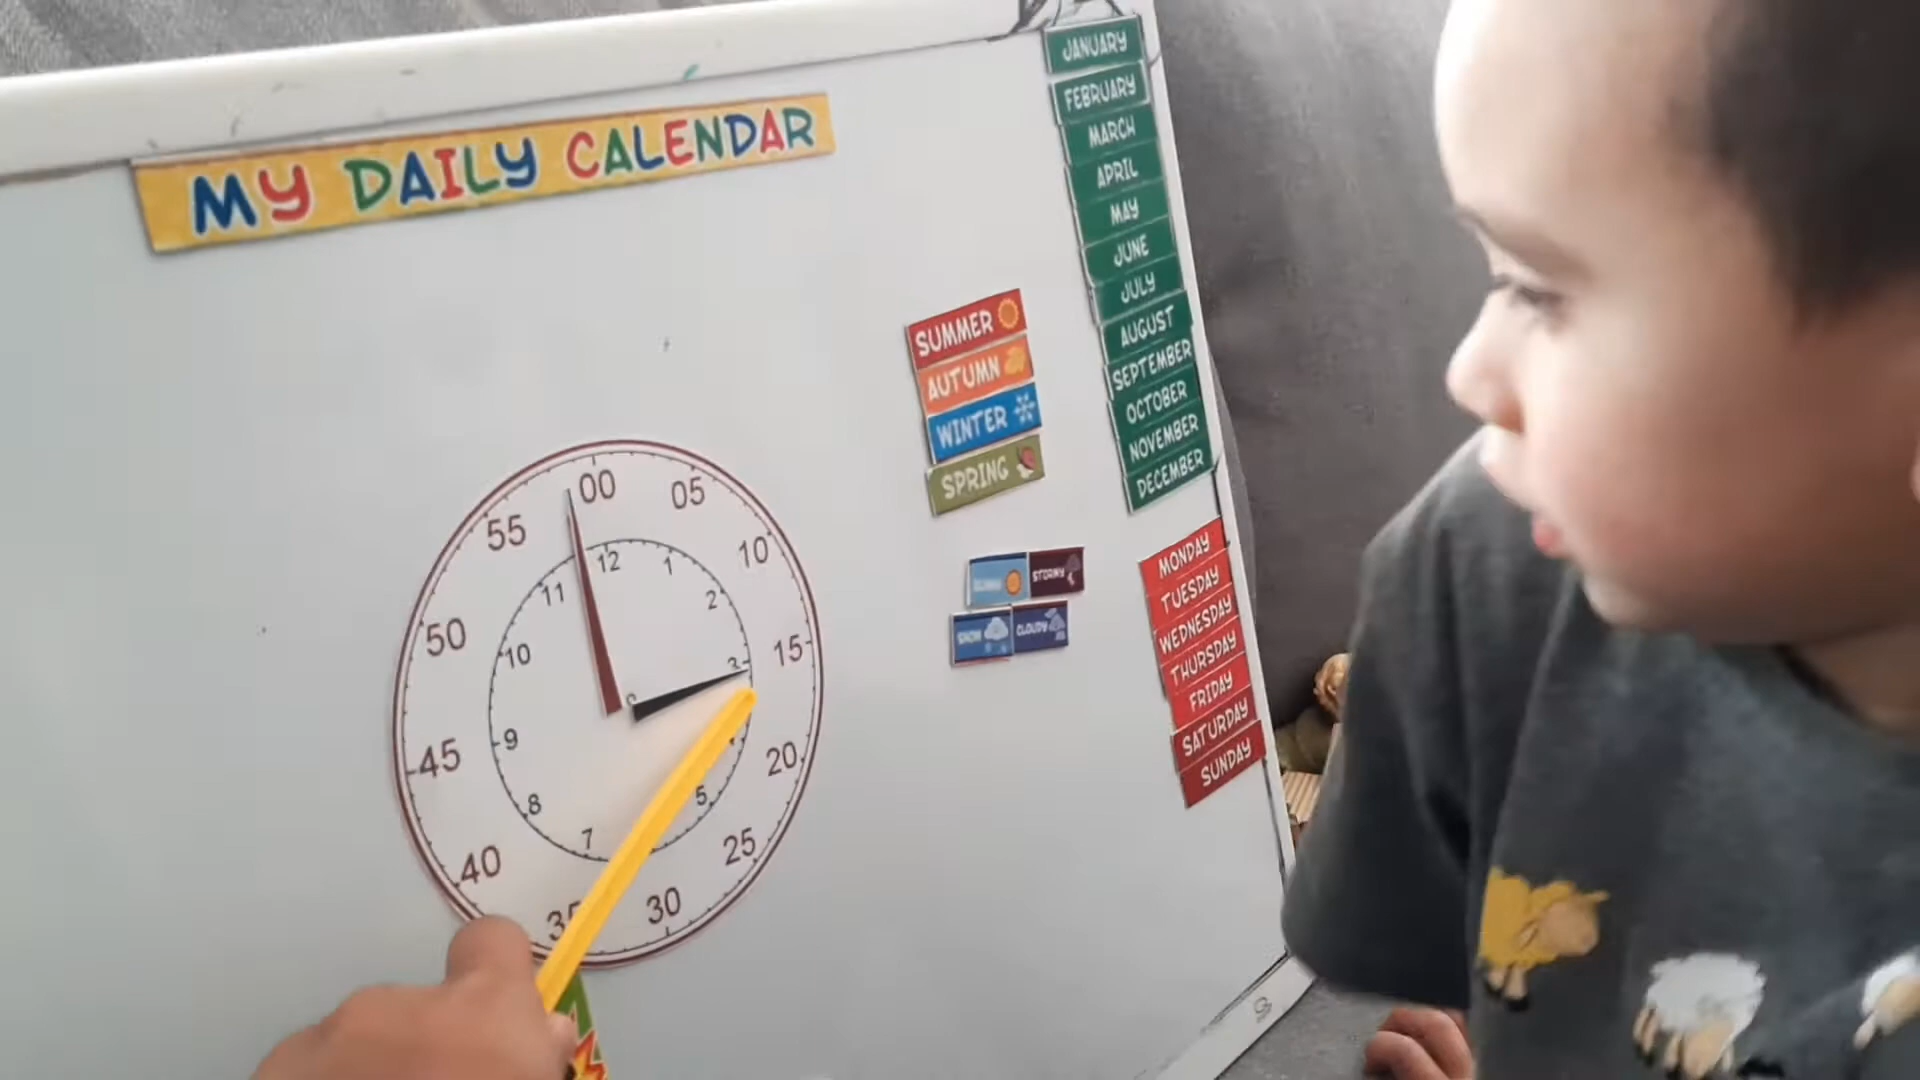 MY DAILY CALENDAR
JANUARY
FEBRUARY
MARCH
APRIL
MAY
JUNE
JULY
AUGUST
SEPTEMBER
OCTOBER
NOVEMBER
DECEMBER
SUMMER
AUTUMN
WINTER
SPRING
STORMY
SNOW
CLOUDY
MONDAY
TUESDAY
WEDNESDAY
THURSDAY
FRIDAY
SATURDAY
SUNDAY
00
05
10
15
20
25
30
35
40
45
50
55
12
1
2
3
5
7
8
9
10
11